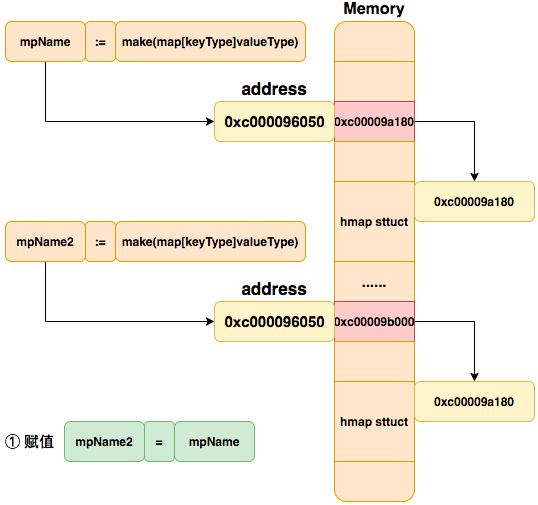 Memory
mpName := make(map[keyType]valueType)
address
0xc000096050 0xc00009a180
0xc00009a180
hmap sttuct
mpName2 := make(map[keyType]valueType)
......
address
0xc000096050 0xc00009b000
0xc00009a180
hmap sttuct
① 赋值 mpName2 = mpName